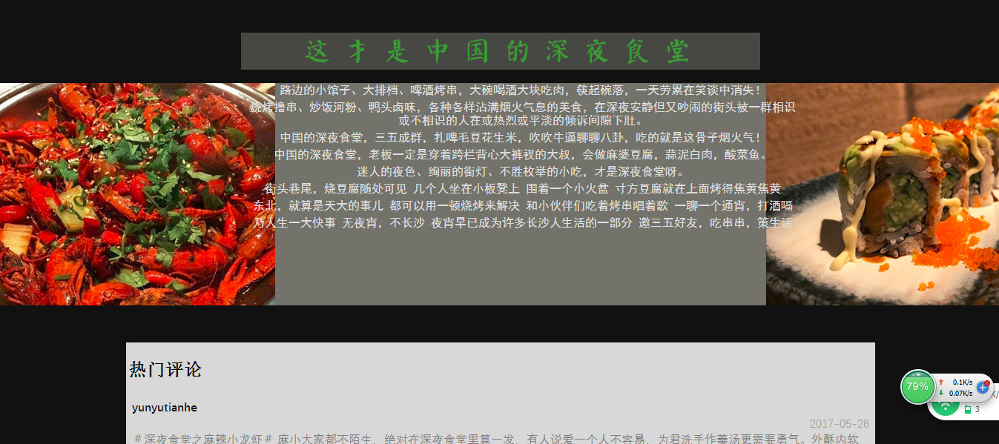 这才是中国的深夜食堂
路边的小馆子、大排档、啤酒烤串，大碗喝酒大块吃肉，筷起碗落，一天劳累在笑谈中消失！
烧烤撸串、炒饭河粉、鸭头卤味，各种各样沾满烟火气息的美食，在深夜安静但又吵闹的街头被一群相识
或不相识的人在或热烈或平淡的倾诉间隙下肚。
中国的深夜食堂，三五成群，扎啤毛豆花生米，吹吹牛逼聊聊八卦，吃的就是这骨子烟火气！
中国的深夜食堂，老板一定是穿着跨栏背心大裤衩的大叔，会做麻婆豆腐，蒜泥白肉，酸菜鱼。
迷人的夜色、绚丽的街灯、不胜枚举的小吃，才是深夜食堂呀。
街头巷尾，烧豆腐随处可见 几个人坐在小板凳上 围着一个小火盆 寸方豆腐就在上面烤得焦黄焦黄
东北，就算是天大的事儿 都可以用一顿烧烤来解决 和小伙伴们吃着烤串唱着歌 一聊一个通宵，打酒嗝
乃人生一大快事 无夜宵，不长沙 夜宵早已成为许多长沙人生活的一部分 邀三五好友，吃串串，策生活
热门评论
yunyutianhe
2017-05-26
＃深夜食堂之麻辣小龙虾＃ 麻小大家都不陌生，绝对在深夜食堂里算一发，有人说爱一个人不容易，为君洗手作羹汤更需要勇气。外酥内软
79%
0.1K/s
0.07K/s
K/
3